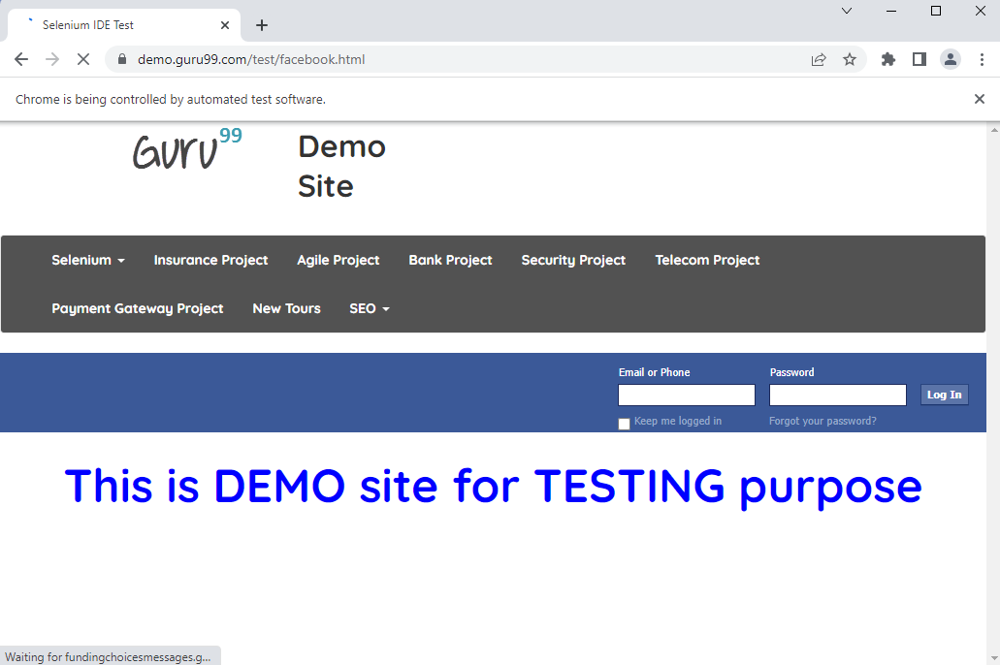 Selenium IDE Test
demo.guru99.com/test/facebook.html
Chrome is being controlled by automated test software.
Guru99
Demo
Site
Selenium Insurance Project Agile Project Bank Project Security Project Telecom Project
Payment Gateway Project New Tours SEO
Email or Phone Password
Log In
Keep me logged in Forgot your password?
This is DEMO site for TESTING purpose
Waiting for fundingchoicesmessages.g...